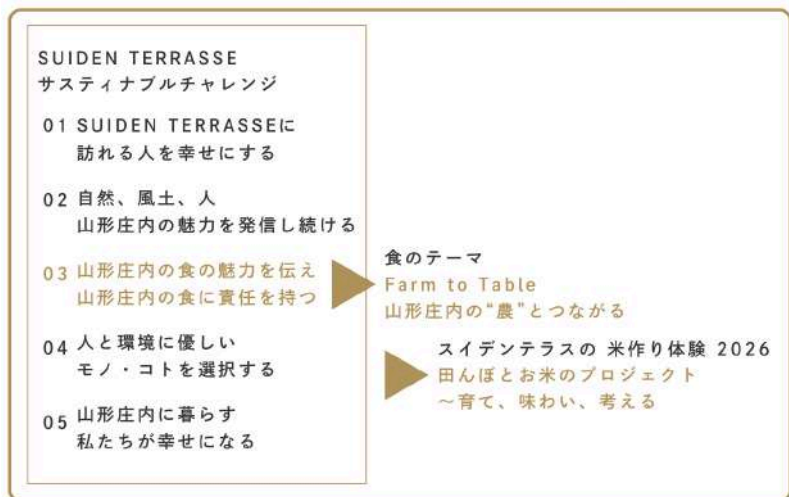 SUIDEN TERRASSE
サスティナブルチャレンジ
01 SUIDEN TERRASSEに
訪れる人を幸せにする
02 自然、風土、人
山形庄内の魅力を発信し続ける
03 山形庄内の食の魅力を伝え
山形庄内の食に責任を持つ
04 人と環境に優しい
モノ・コトを選択する
05 山形庄内に暮らす
私たちが幸せになる
食のテーマ
Farm to Table
山形庄内の“農”とつながる
スイデンテラスの 米作り体験 2026
田んぼとお米のプロジェクト
～育て、味わい、考える